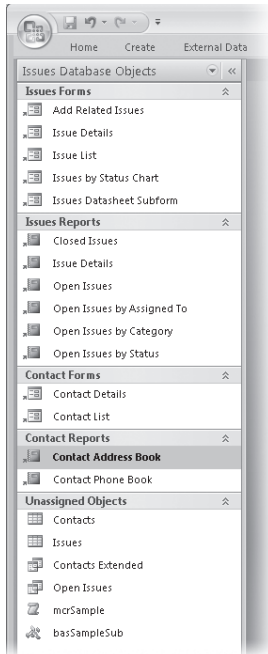 Home Create External Data
Issues Database Objects
Issues Forms
Add Related Issues
Issue Details
Issue List
Issues by Status Chart
Issues Datasheet Subform
Issues Reports
Closed Issues
Issue Details
Open Issues
Open Issues by Assigned To
Open Issues by Category
Open Issues by Status
Contact Forms
Contact Details
Contact List
Contact Reports
Contact Address Book
Contact Phone Book
Unassigned Objects
Contacts
Issues
Contacts Extended
Open Issues
mcrSample
basSampleSub